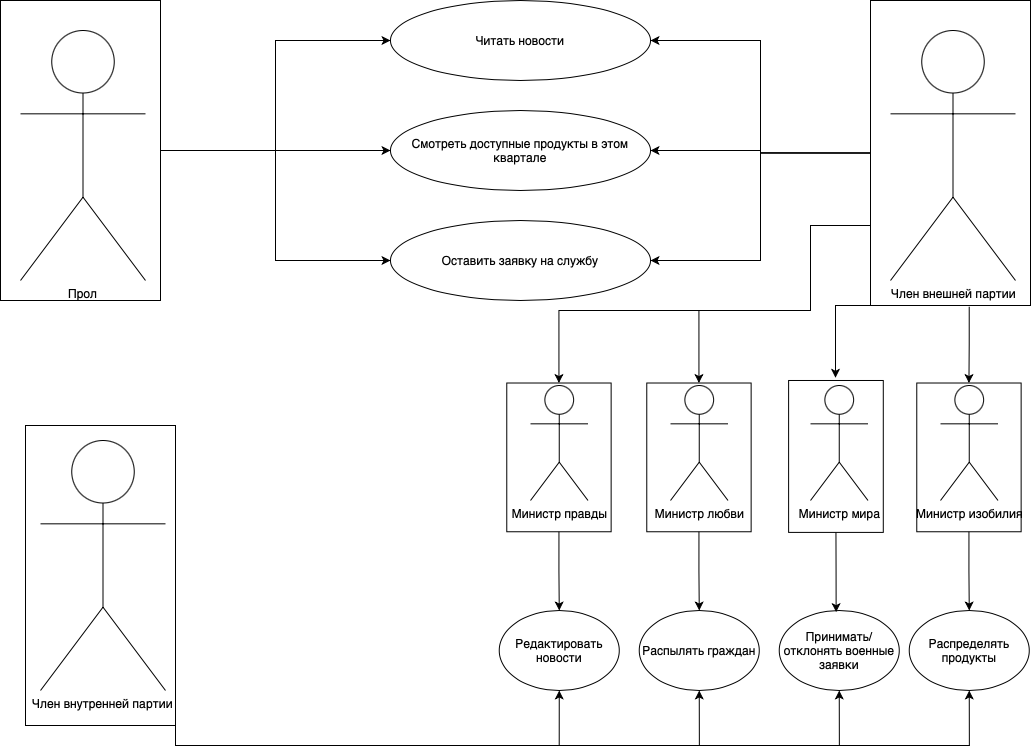 Читать новости
Смотреть доступные продукты в этом
квартале
Оставить заявку на службу
Прол
Член внешней партии
Министр правды
Министр любви
Министр мира
Министр изобилия
Редактировать
новости
Распылять граждан
Принимать/
отклонять военные
заявки
Распределять
продукты
Член внутренней партии